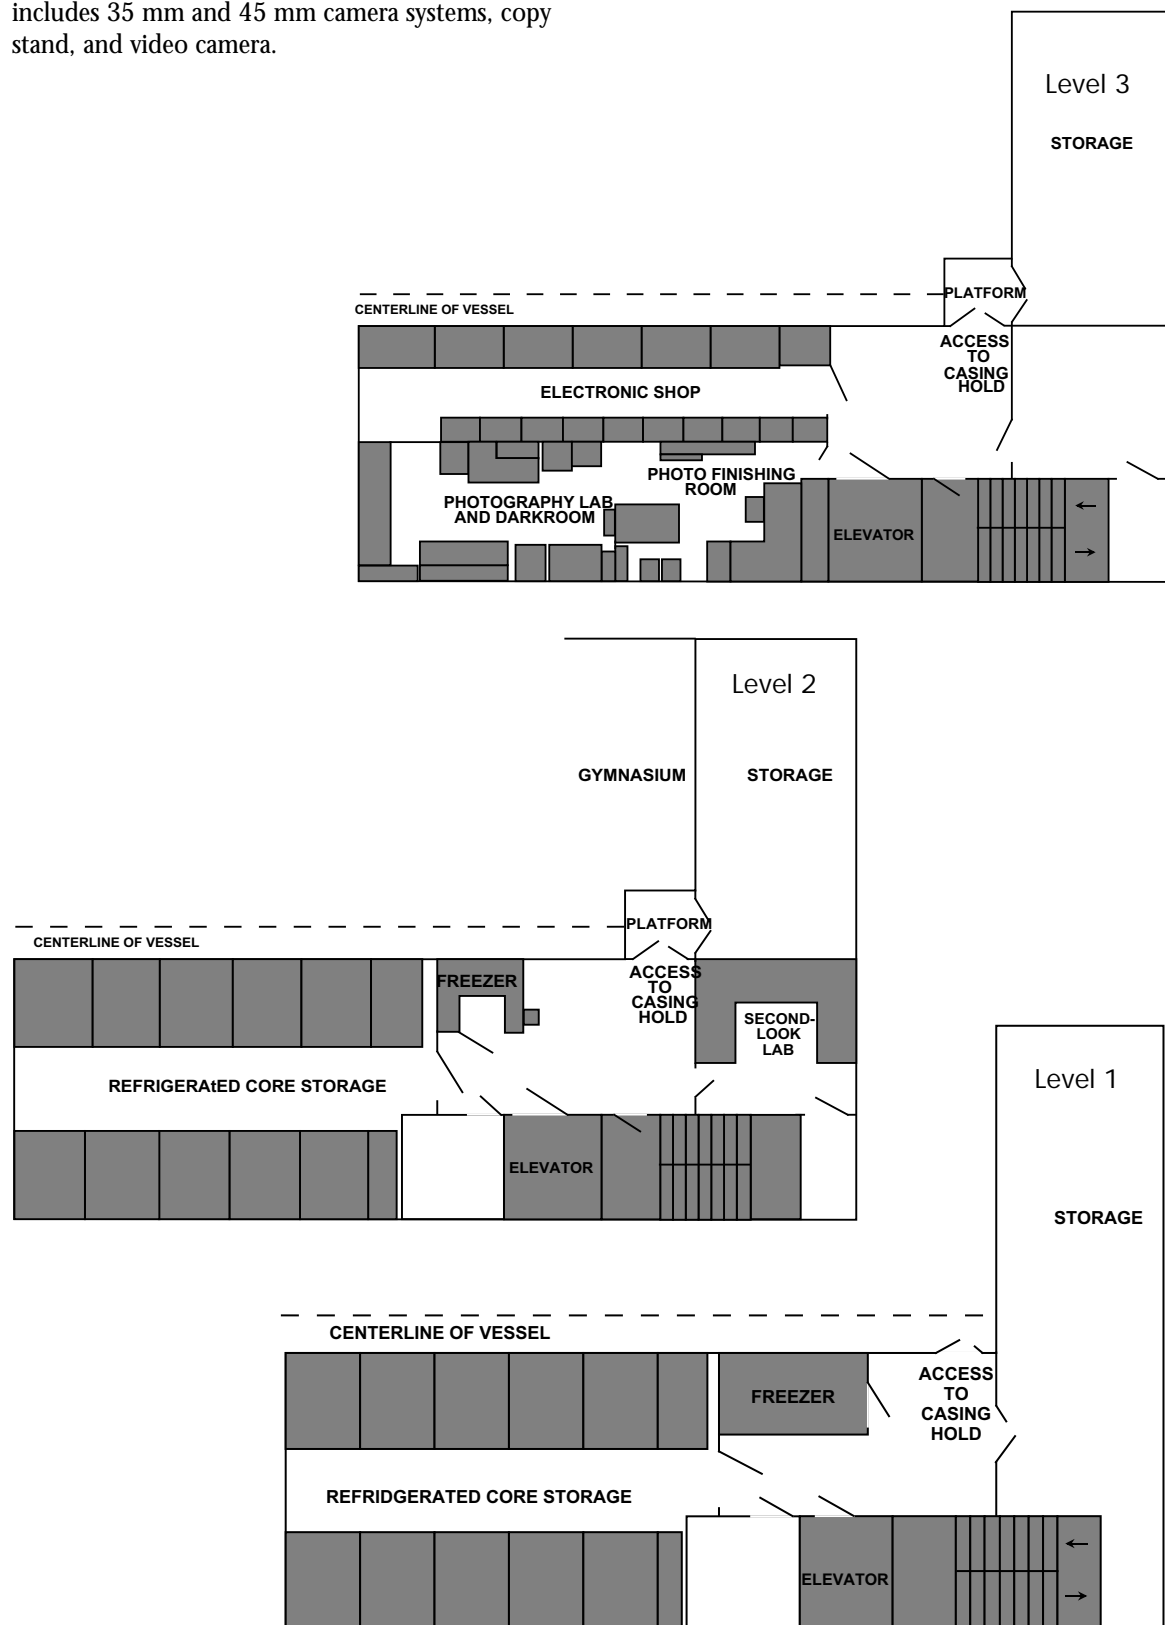 includes 35 mm and 45 mm camera systems, copy
stand, and video camera.
Level 3
STORAGE
PLATFORM
CENTERLINE OF VESSEL
ACCESS
TO
CASING
HOLD
ELECTRONIC SHOP
PHOTO FINISHING
ROOM
PHOTOGRAPHY LAB
AND DARKROOM
ELEVATOR
Level 2
GYMNASIUM
STORAGE
PLATFORM
CENTERLINE OF VESSEL
FREEZER
ACCESS
TO
CASING
HOLD
SECOND-
LOOK
LAB
REFRIGERAtED CORE STORAGE
ELEVATOR
Level 1
STORAGE
CENTERLINE OF VESSEL
FREEZER
ACCESS
TO
CASING
HOLD
REFRIDGERATED CORE STORAGE
ELEVATOR